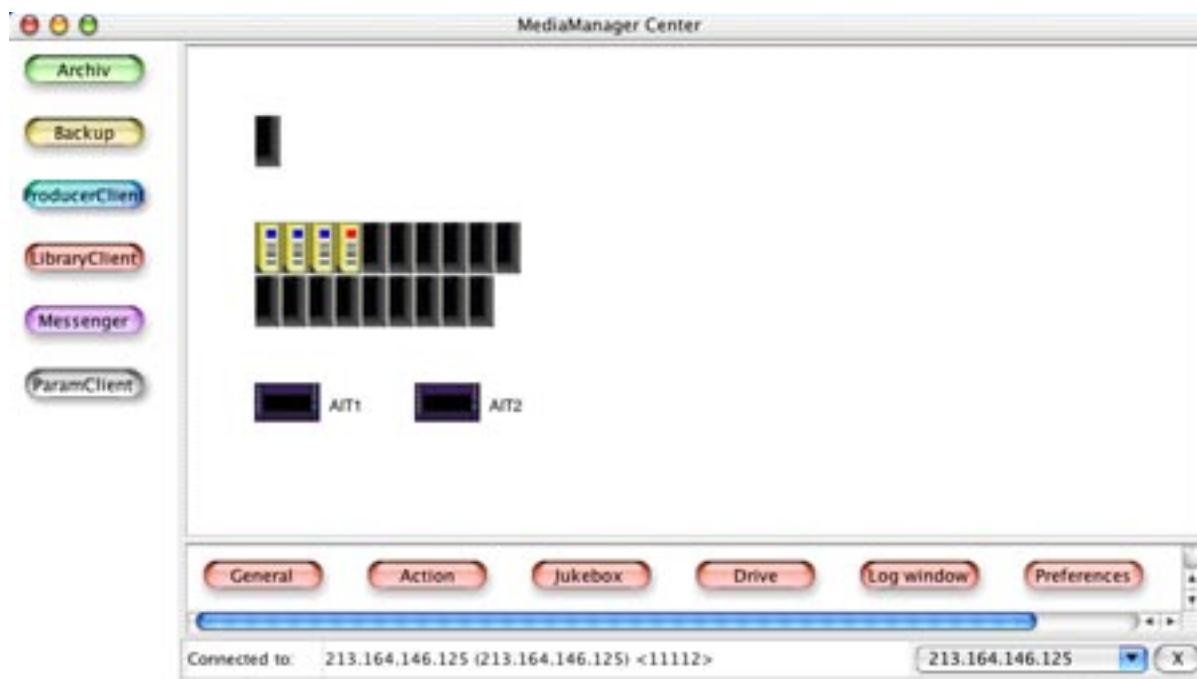 MediaManager Center
Archiv
Backup
ProducerClient
LibraryClient
Messenger
ParamClient
AIT1 AIT2
General Action Jukebox Drive Log window Preferences
Connected to: 213.164.146.125 (213.164.146.125) <11112> 213.164.146.125 X